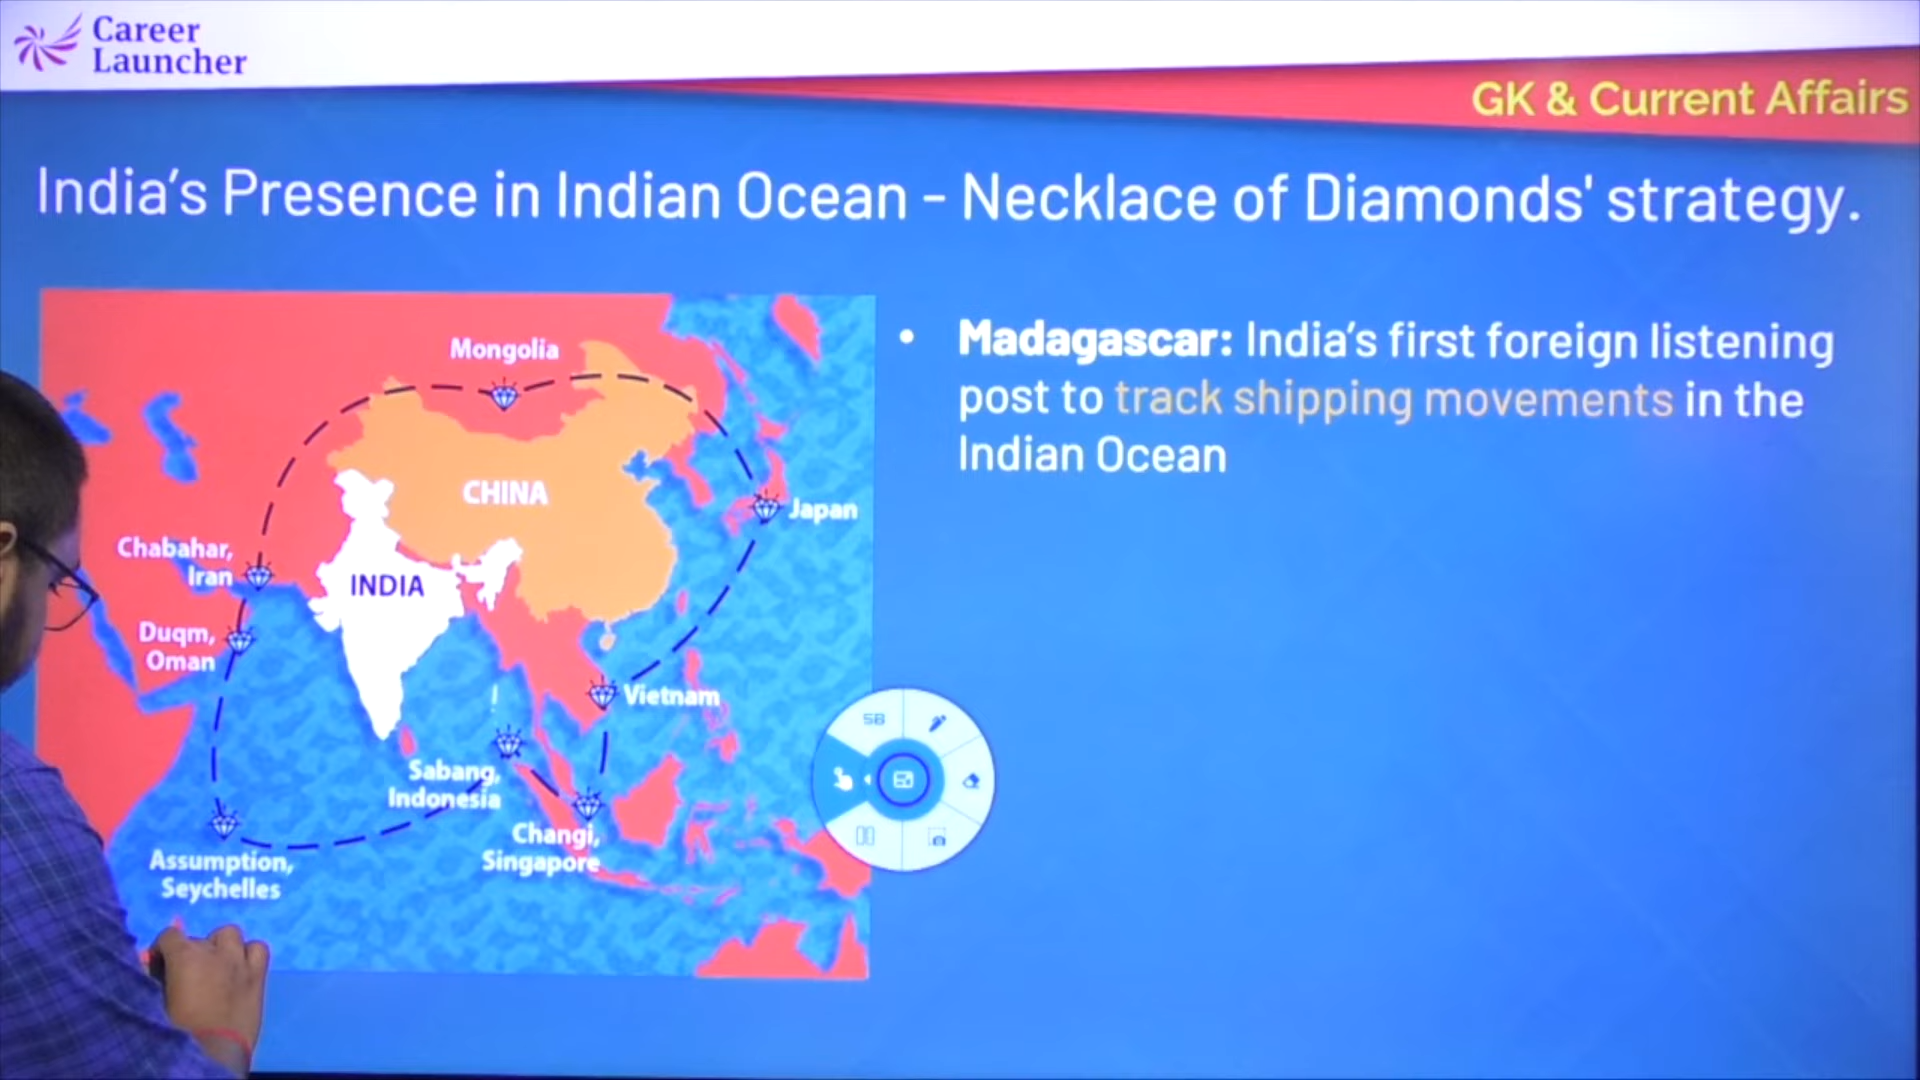 Career
Launcher
GK & Current Affairs
India's Presence in Indian Ocean - Necklace of Diamonds' strategy.
Mongolia
CHINA
Japan
Chabahar,
Iran
INDIA
Duqm,
Oman
Vietnam
Sabang,
Indonesia
Changi,
Singapore
Assumption,
Seychelles
• Madagascar: India's first foreign listening
post to track shipping movements in the
Indian Ocean
SB